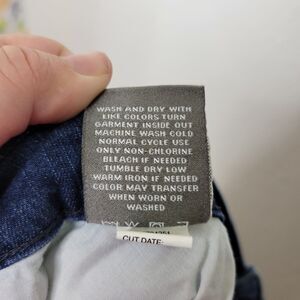 WASH AND DRY WITH
LIKE COLORS TURN
GARMENT INSIDE OUT
MACHINE WASH COLD
NORMAL CYCLE USE
ONLY NON-CHLORINE
BLEACH IF NEEDED
TUMBLE DRY LOW
WARM IRON IF NEEDED
COLOR MAY TRANSFER
WHEN WORN OR
WASHED
CUT DATE: